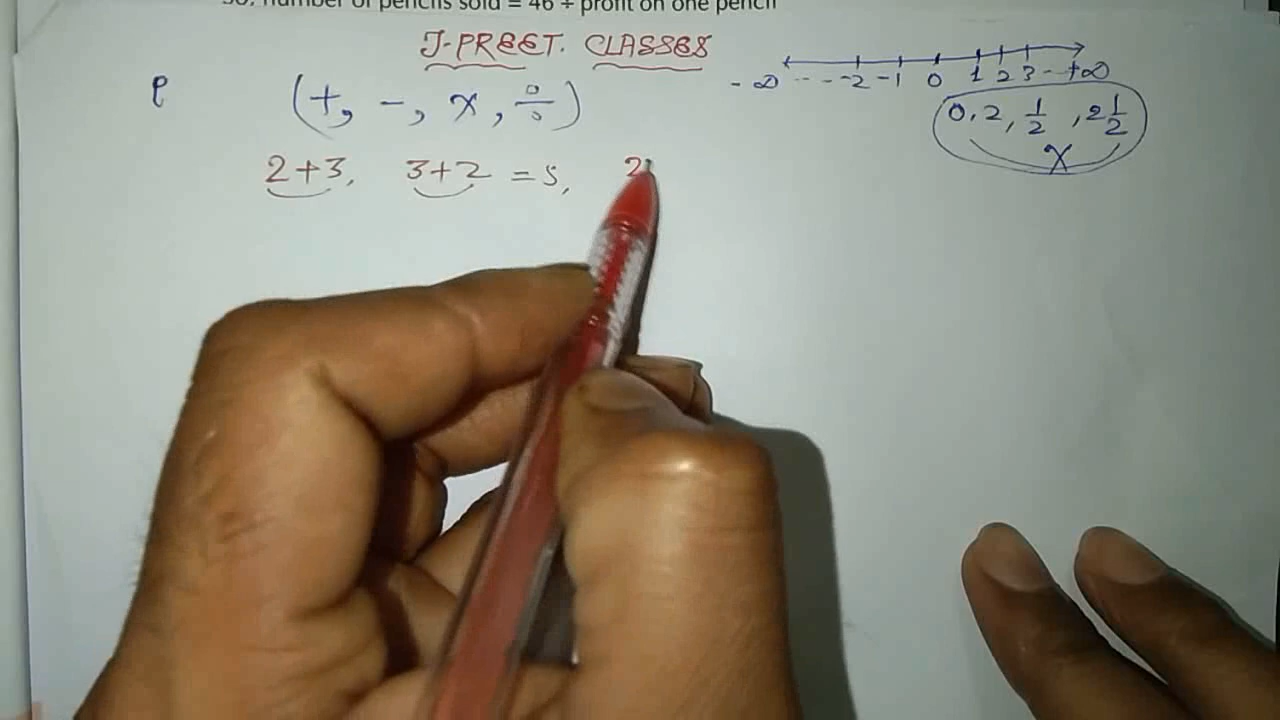 So, number of pencils sold = 46 ÷ profit on one pencil
J-PREET. CLASSES
(+, -, x, ÷)
-∞ ---- -2 -1 0 1 2 3 - +∞
0, 2, 1/2, 2 1/2
x
2+3, 3+2 = 5, 2